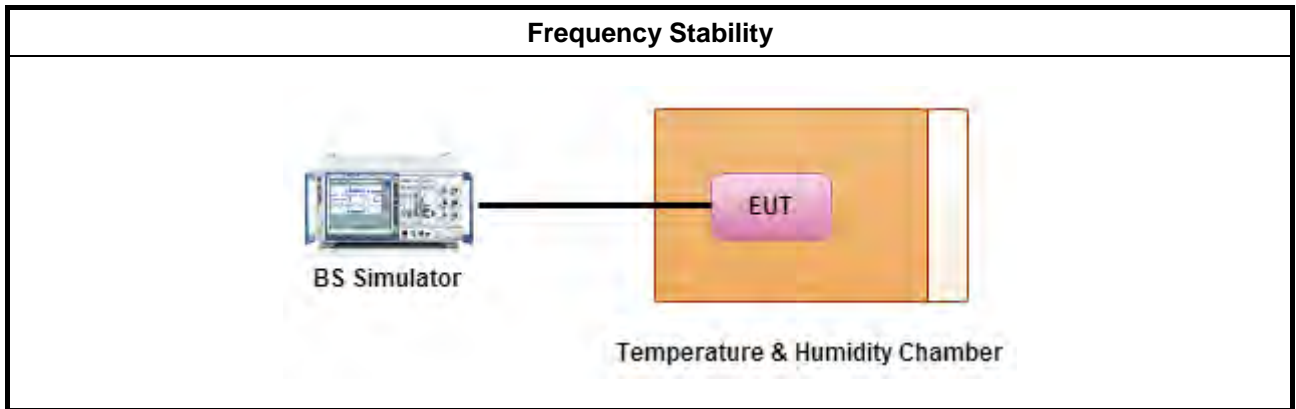 Frequency Stability
EUT
BS Simulator
Temperature & Humidity Chamber